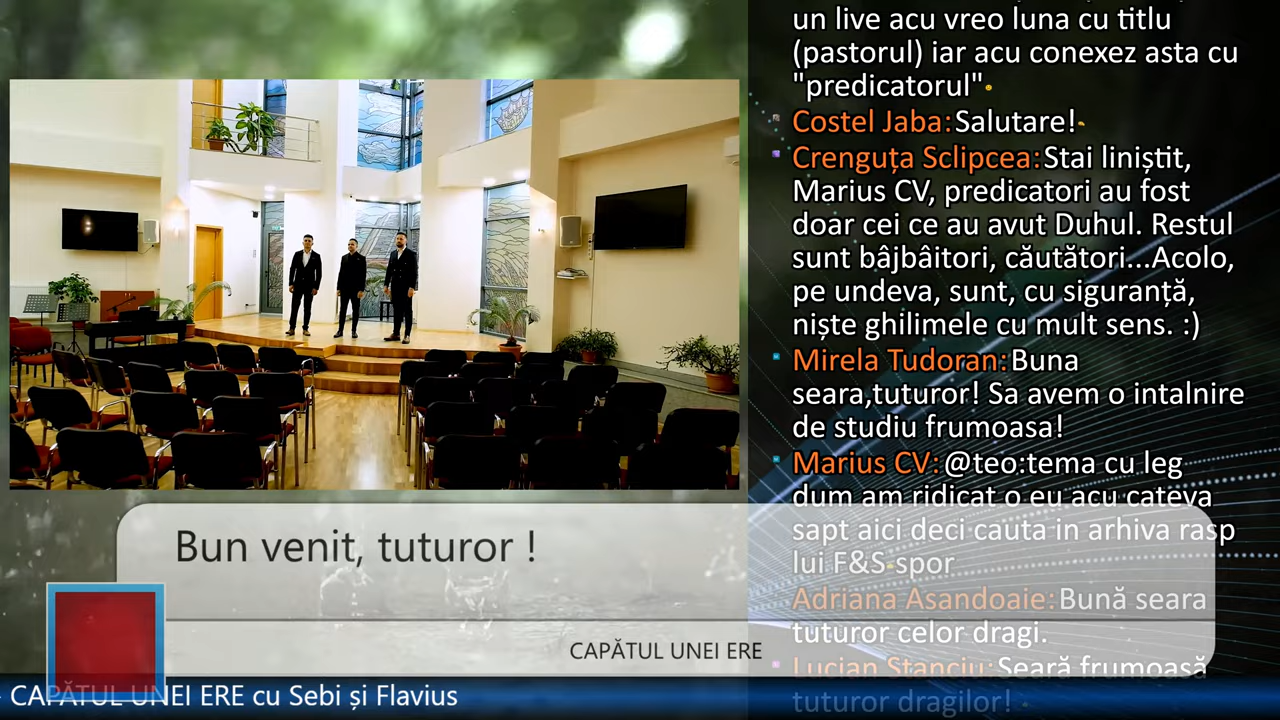 un live acu vreo luna cu titlu
(pastorul) iar acu conexez asta cu
"predicatorul"
Costel Jaba: Salutare!
Crenguța Sclipcea: Stai liniștit,
Marius CV, predicatori au fost
doar cei ce au avut Duhul. Restul
sunt bâjbâitori, căutători...Acolo,
pe undeva, sunt, cu siguranță,
niște ghilimele cu mult sens. :)
Mirela Tudoran: Buna
seara,tuturor! Sa avem o intalnire
de studiu frumoasa!
Marius CV: @teo:tema cu leg
dum am ridicat o eu acu cateva
sapt aici deci cauta in arhiva rasp
lui F&S spor
Adriana Asandoaie: Bună seara
tuturor celor dragi.
Lucian Stanciu: Seară frumoasă
tuturor dragilor!
Bun venit, tuturor !
CAPĂTUL UNEI ERE
CAPĂTUL UNEI ERE cu Sebi și Flavius